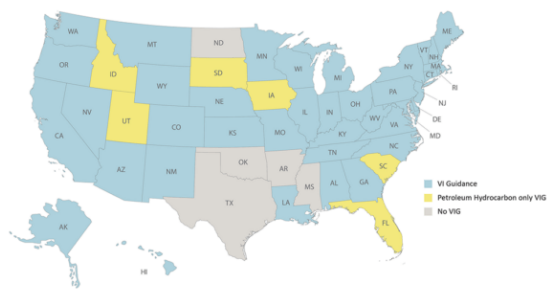 WA
ME
MT
ND
MN
VT
NH
OR
ID
SD
WI
MI
NY
MA
CT
RI
WY
IA
PA
NJ
NE
OH
NV
UT
IL
IN
DE
CO
WV
VA
MD
CA
KS
MO
KY
NC
TN
AZ
NM
OK
AR
SC
MS
AL
GA
TX
LA
FL
AK
HI
VI Guidance
Petroleum Hydrocarbon only VIG
No VIG